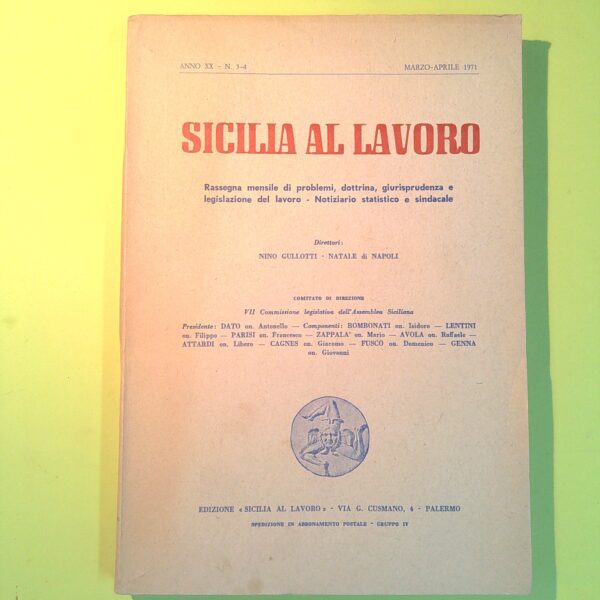 ANNO XX - N. 3-4
MARZO-APRILE 1971
SICILIA AL LAVORO
Rassegna mensile di problemi, dottrina, giurisprudenza e
legislazione del lavoro - Notiziario statistico e sindacale
Direttori:
NINO GULLOTTI - NATALE di NAPOLI
COMITATO DI DIREZIONE
VII Commissione legislativa dell'Assemblea Siciliana
Presidente: DATO on. Antonello — Componenti: BOMBONATI on. Isidoro — LENTINI
on. Filippo — PARISI on. Francesco — ZAPPALA' on. Mario — AVOLA on. Raffaele —
ATTARDI on. Libero — CAGNES on. Giacomo — FUSCO on. Domenico — GENNA
on. Giovanni
EDIZIONE «SICILIA AL LAVORO» - VIA G. CUSMANO, 4 - PALERMO
SPEDIZIONE IN ABBONAMENTO POSTALE - GRUPPO IV